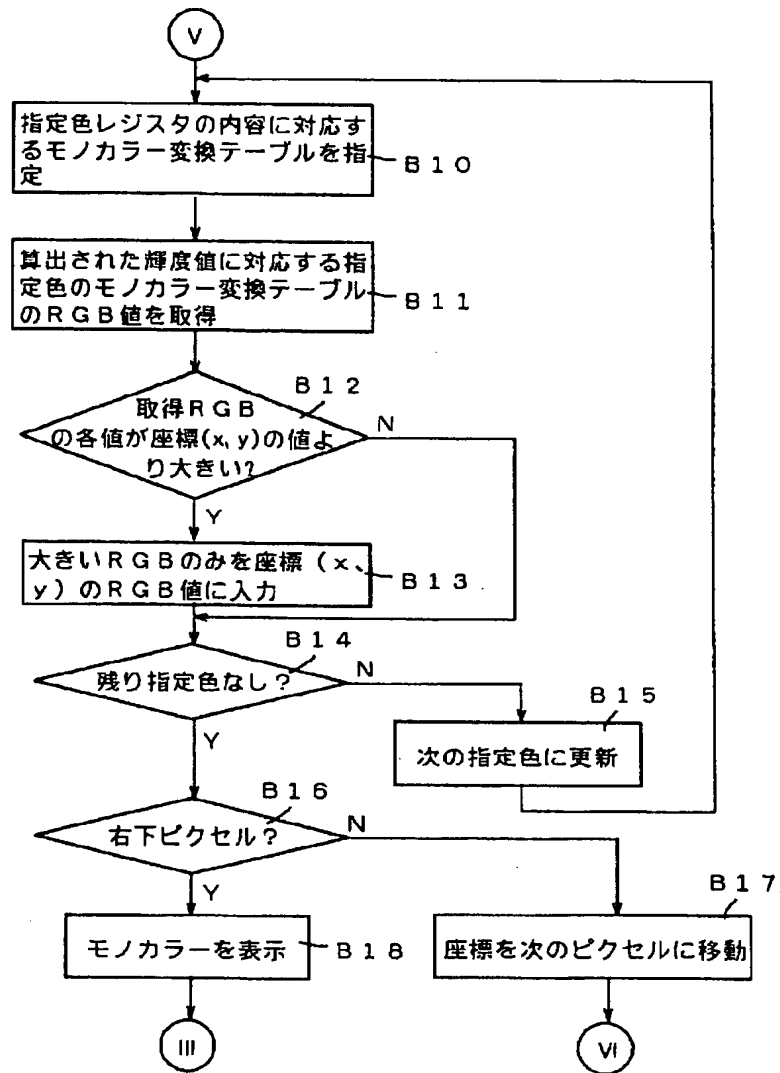 V
指定色レジスタの内容に対応す
るモノカラー変換テーブルを指
定
B10
算出された輝度値に対応する指
定色のモノカラー変換テーブル
のRGB値を取得
B11
B12
取得RGB
の各値が座標(x,y)の値よ
り大きい?
N
Y
大きいRGBのみを座標(x、
y)のRGB値に入力
B13
B14
残り指定色なし?
N
Y
B15
次の指定色に更新
B16
右下ピクセル?
N
Y
B17
モノカラーを表示
B18
座標を次のピクセルに移動
III
VI